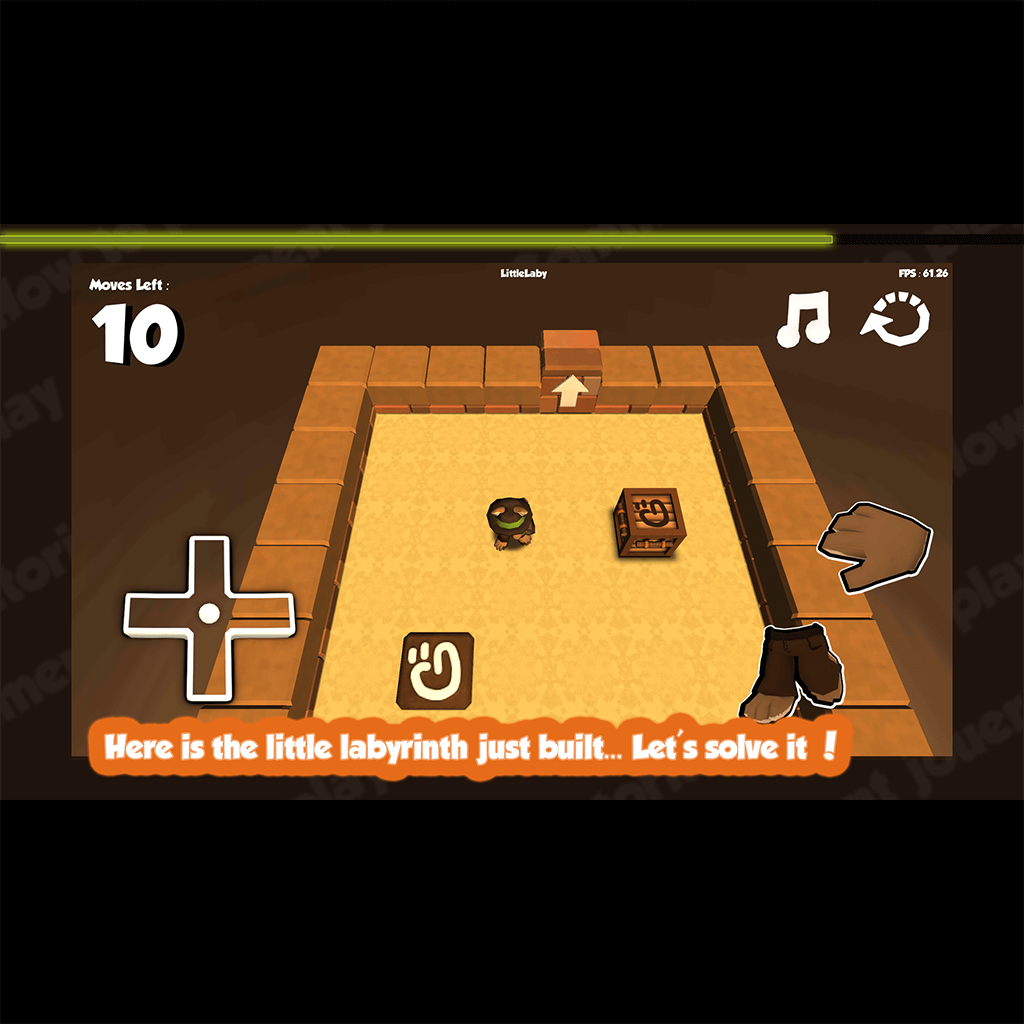 LittleLaby
FPS : 61.26
Moves Left :
10
Here is the little labyrinth just built... Let's solve it !